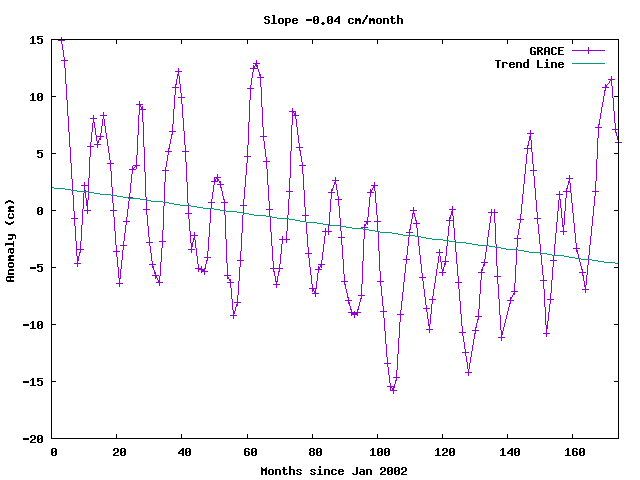 Slope -0.04 cm/month
GRACE
Trend Line
15
10
5
0
-5
-10
-15
-20
Anomaly (cm)
0 20 40 60 80 100 120 140 160
Months since Jan 2002